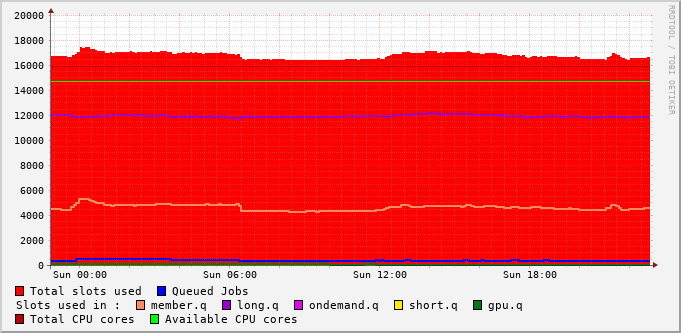 20000
18000
16000
14000
12000
10000
8000
6000
4000
2000
0
Sun 00:00 Sun 06:00 Sun 12:00 Sun 18:00
RRDTOOL / TOBI OETIKER
Total slots used Queued Jobs
Slots used in : member.q long.q ondemand.q short.q gpu.q
Total CPU cores Available CPU cores